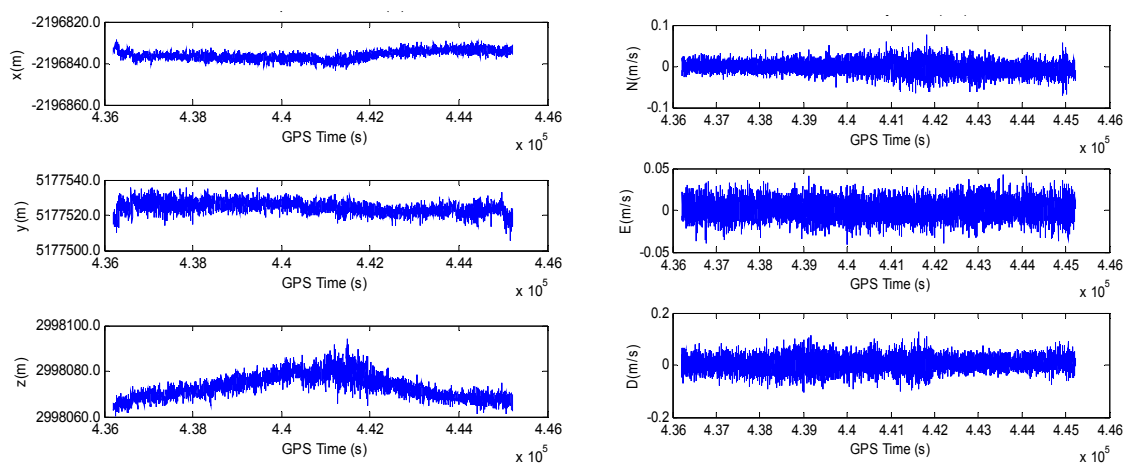 -2196820.0
-2196840.0
-2196860.0
x(m)
4.36 4.38 4.4 4.42 4.44 4.46
GPS Time (s)
x 10^5
5177540.0
5177520.0
5177500.0
y(m)
4.36 4.38 4.4 4.42 4.44 4.46
GPS Time (s)
x 10^5
2998100.0
2998080.0
2998060.0
z(m)
4.36 4.38 4.4 4.42 4.44 4.46
GPS Time (s)
x 10^5
0.1
0
-0.1
N(m/s)
4.36 4.37 4.38 4.39 4.4 4.41 4.42 4.43 4.44 4.45 4.46
GPS Time (s)
x 10^5
0.05
0
-0.05
E(m/s)
4.36 4.37 4.38 4.39 4.4 4.41 4.42 4.43 4.44 4.45 4.46
GPS Time (s)
x 10^5
0.2
0
-0.2
D(m/s)
4.36 4.37 4.38 4.39 4.4 4.41 4.42 4.43 4.44 4.45 4.46
GPS Time (s)
x 10^5